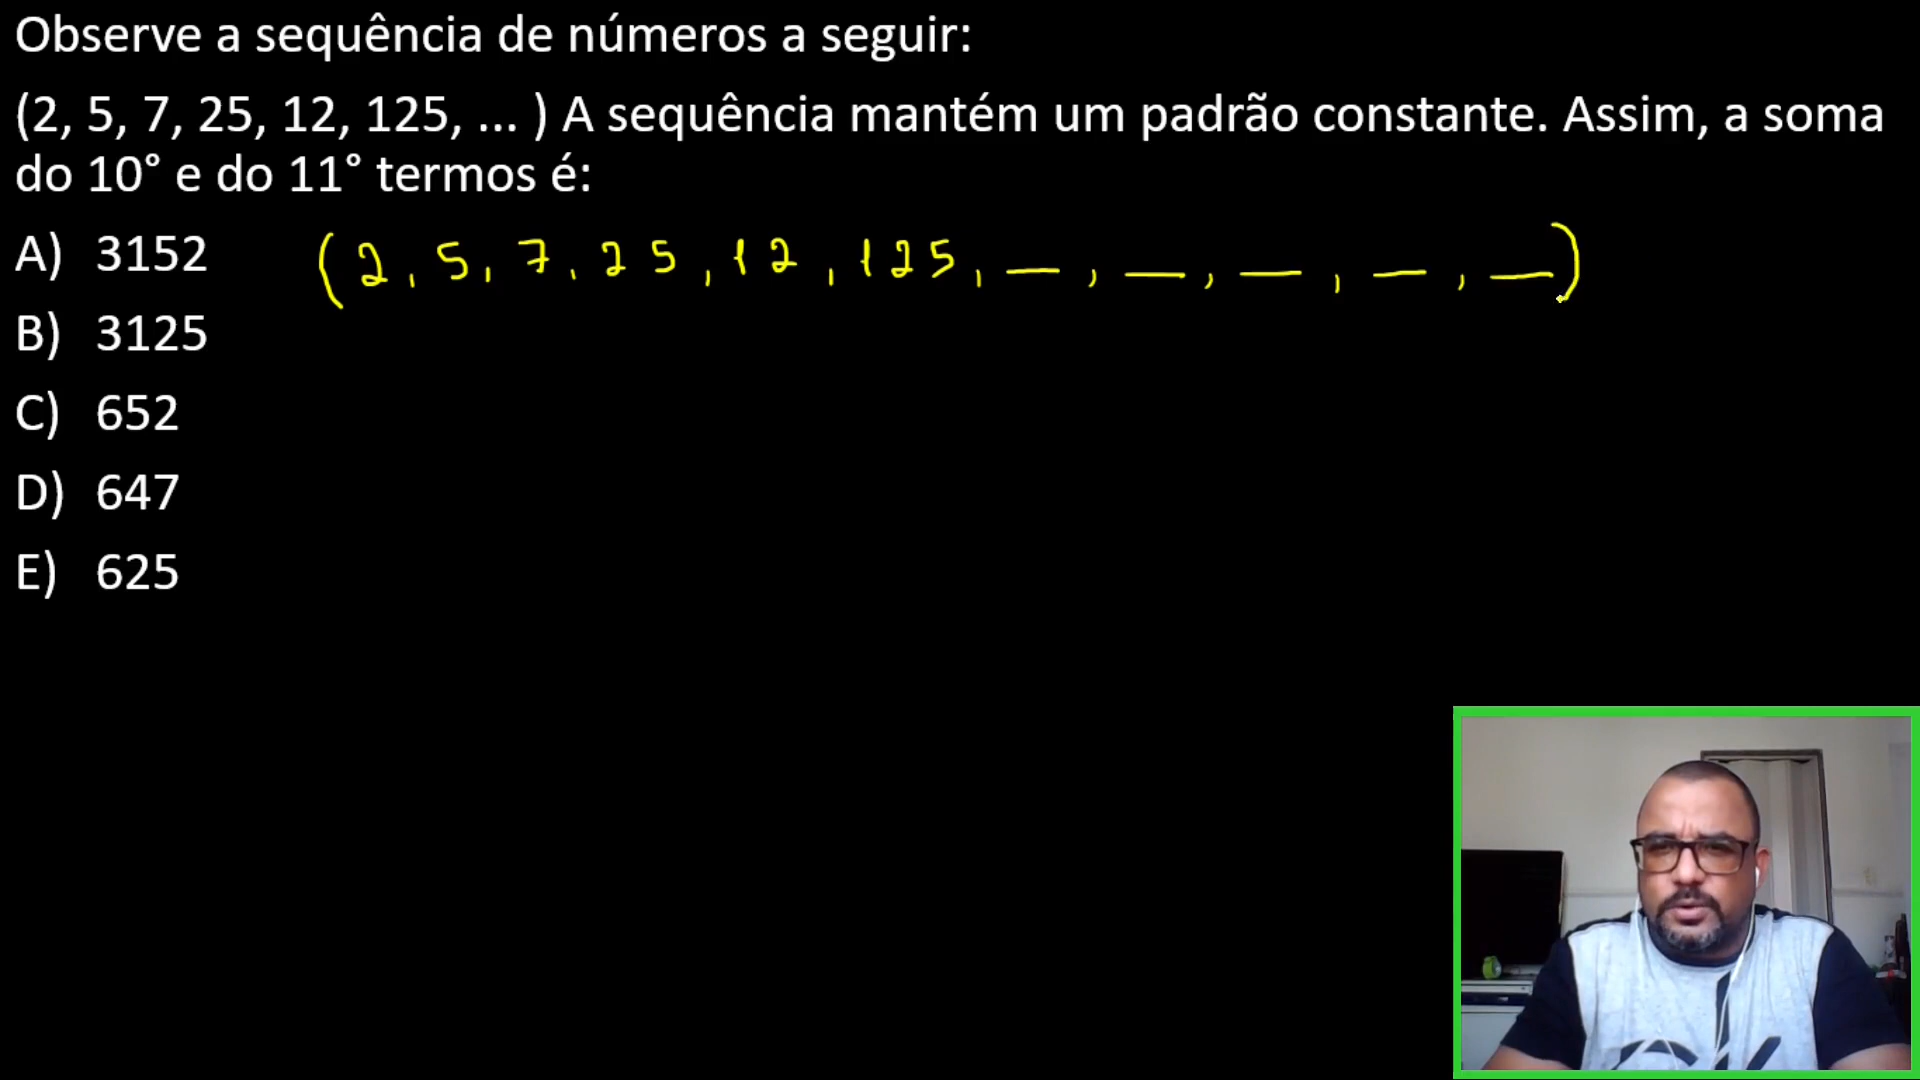 Observe a sequência de números a seguir:
(2, 5, 7, 25, 12, 125, ... ) A sequência mantém um padrão constante. Assim, a soma
do 10° e do 11° termos é:
A) 3152
(2, 5, 7, 25, 12, 125, __, __, __, __, __)
B) 3125
C) 652
D) 647
E) 625